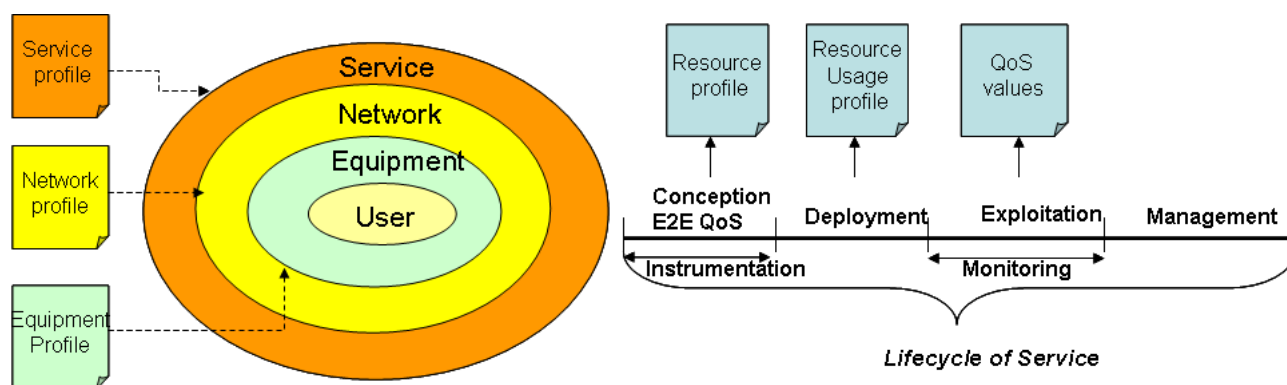 Service
profile
Network
profile
Equipment
Profile
Service
Network
Equipment
User
Resource
profile
Resource
Usage
profile
QoS
values
Conception
E2E QoS
Deployment
Exploitation
Management
Instrumentation
Monitoring
Lifecycle of Service